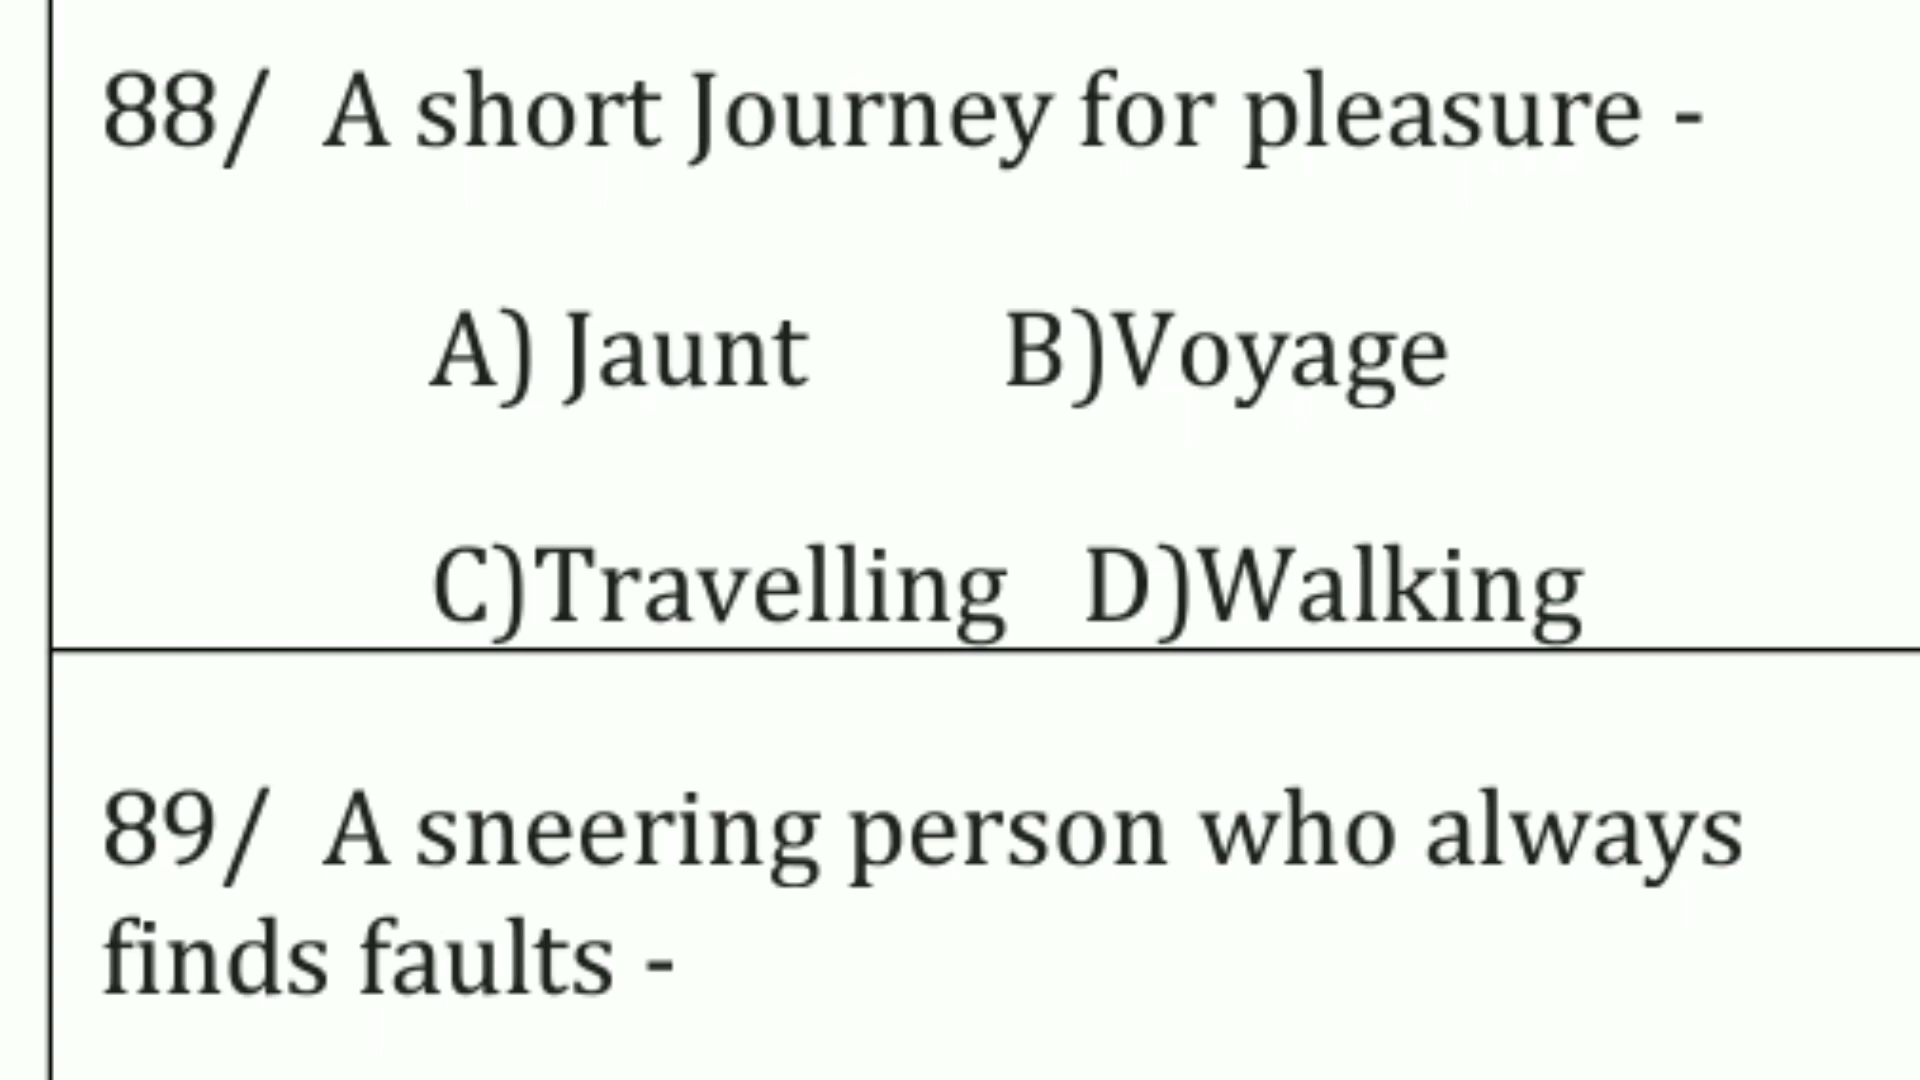 88/ A short Journey for pleasure -
A) Jaunt B)Voyage
C)Travelling D)Walking
89/ A sneering person who always
finds faults -